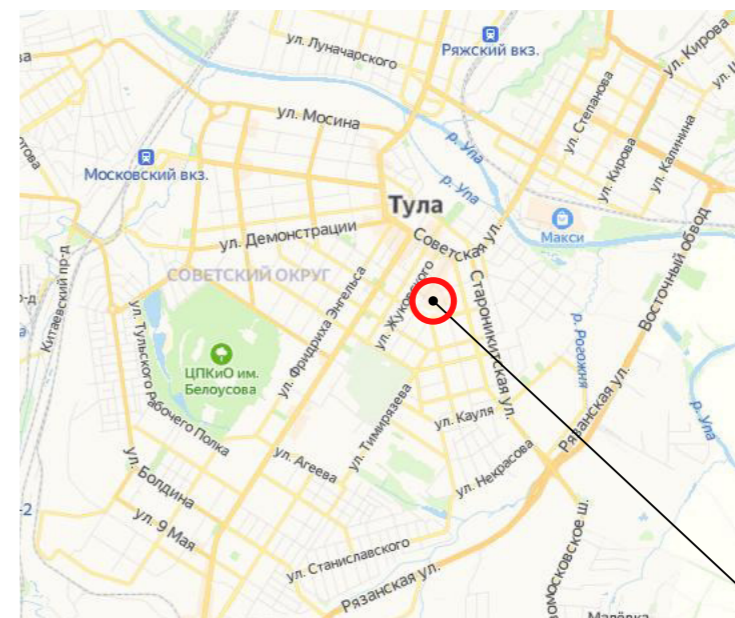 ул. Луначарского
Ряжский вкз.
ул. Кирова
ул. Мосина
ул. Степанова
р. Упа
Московский вкз.
ул. Кирова
ул. Калинина
р. Упа
Тула
Макси
ул. Демонстрации
Советская ул.
Восточный обвод
Китаевский пр-д
СОВЕТСКИЙ ОКРУГ
ул. Жуковского
Староникитская ул.
р. Рогожня
ул. Фридриха Энгельса
ул. Тульского Рабочего Полка
ЦПКиО им.
Белоусова
ул. Тимирязева
ул. Кауля
Рязанская ул.
р. Упа
ул. Агеева
ул. Некрасова
ул. Болдина
ул. 9 Мая
ул. Станиславского
Рязанская ул.